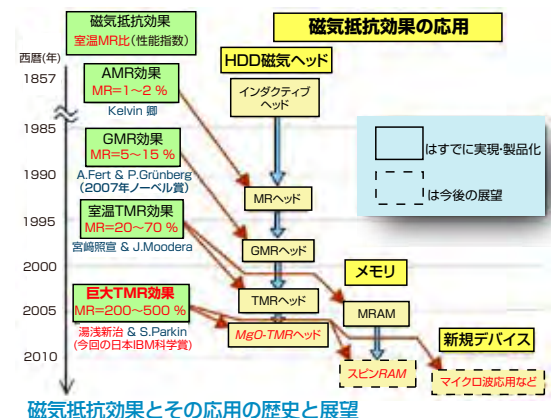 磁気抵抗効果
室温MR比(性能指数)
磁気抵抗効果の応用
西暦(年)
1857
1985
1990
1995
2000
2005
2010
AMR効果
MR=1〜2 %
Kelvin 卿
GMR効果
MR=5〜15 %
A.Fert & P.Grünberg
(2007年ノーベル賞)
室温TMR効果
MR=20〜70 %
宮﨑照宣 & J.Moodera
巨大TMR効果
MR=200〜500 %
湯浅新治 & S.Parkin
(今回の日本IBM科学賞)
HDD磁気ヘッド
インダクティブ
ヘッド
MRヘッド
GMRヘッド
TMRヘッド
MgO-TMRヘッド
メモリ
MRAM
スピンRAM
新規デバイス
マイクロ波応用など
はすでに実現・製品化
は今後の展望
磁気抵抗効果とその応用の歴史と展望